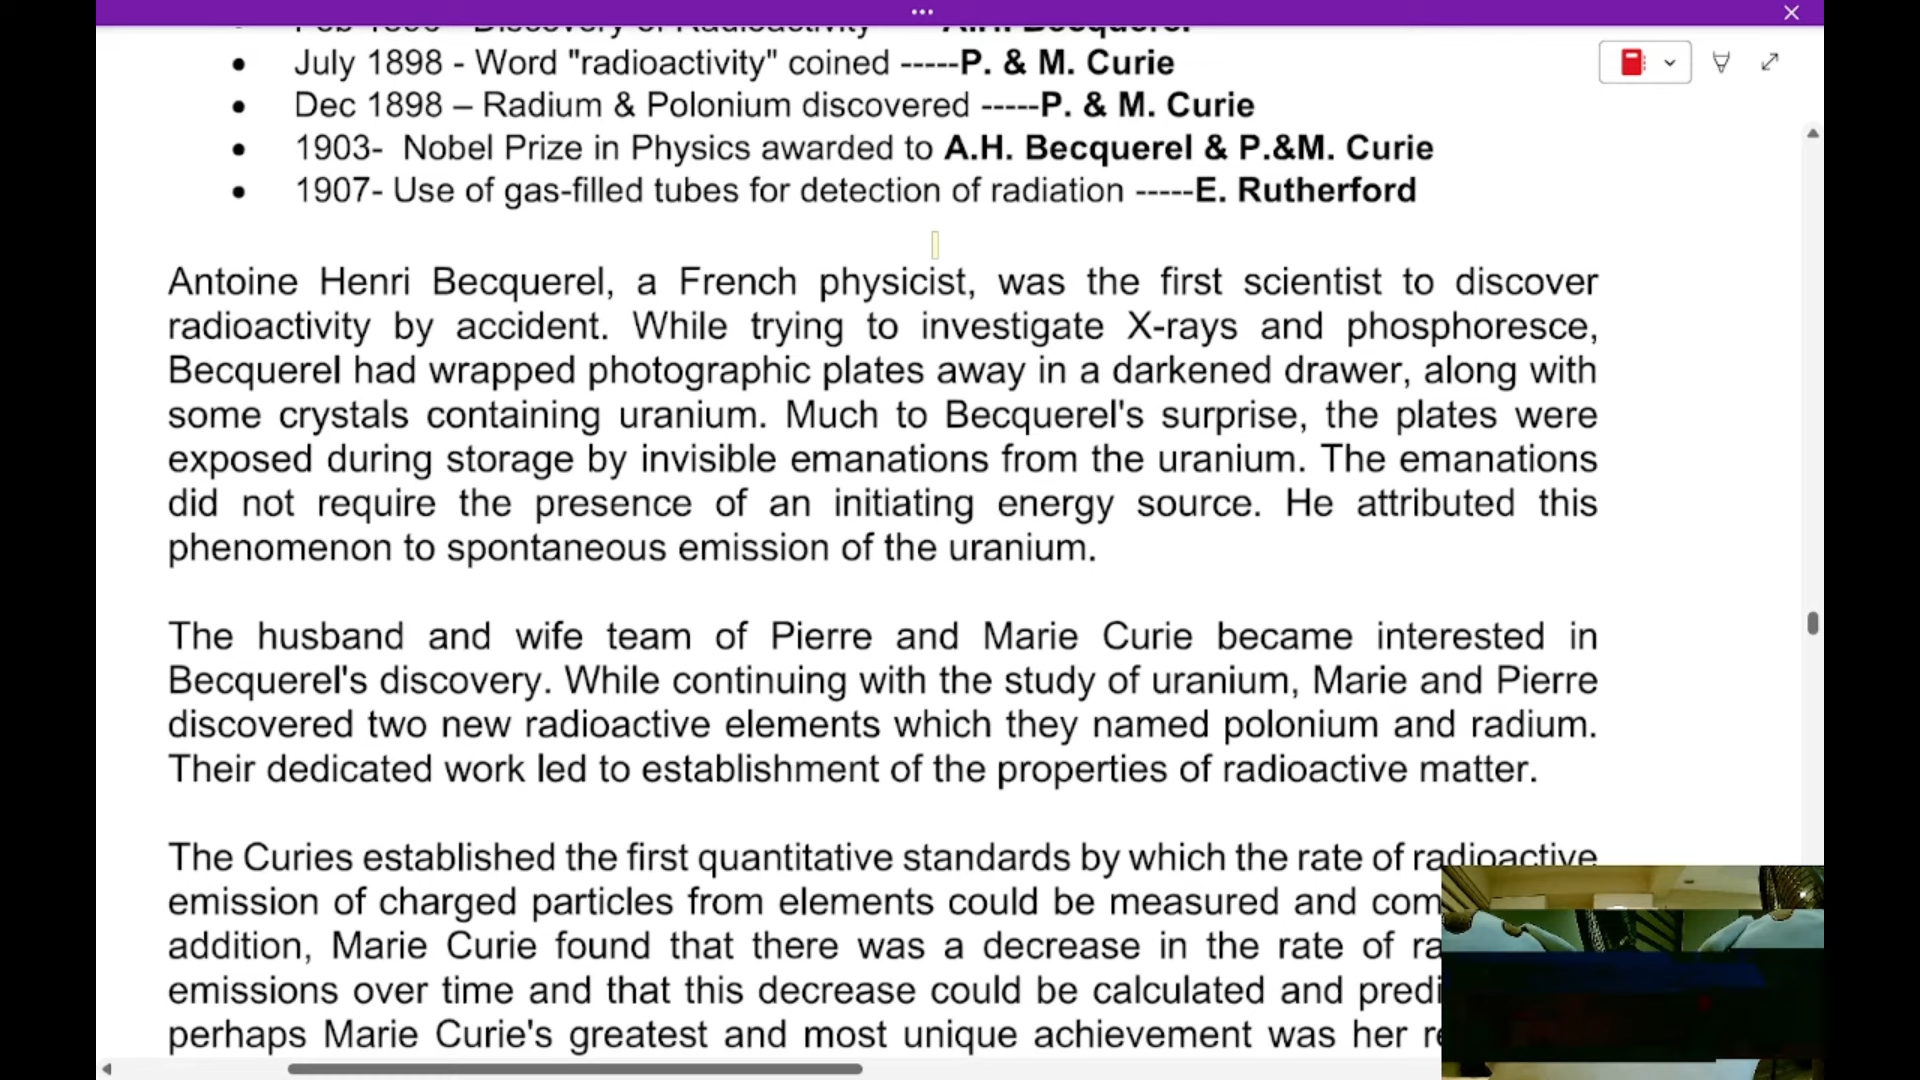 July 1898 - Word "radioactivity" coined -----P. & M. Curie
Dec 1898 – Radium & Polonium discovered -----P. & M. Curie
1903- Nobel Prize in Physics awarded to A.H. Becquerel & P.&M. Curie
1907- Use of gas-filled tubes for detection of radiation -----E. Rutherford
Antoine Henri Becquerel, a French physicist, was the first scientist to discover
radioactivity by accident. While trying to investigate X-rays and phosphoresce,
Becquerel had wrapped photographic plates away in a darkened drawer, along with
some crystals containing uranium. Much to Becquerel's surprise, the plates were
exposed during storage by invisible emanations from the uranium. The emanations
did not require the presence of an initiating energy source. He attributed this
phenomenon to spontaneous emission of the uranium.
The husband and wife team of Pierre and Marie Curie became interested in
Becquerel's discovery. While continuing with the study of uranium, Marie and Pierre
discovered two new radioactive elements which they named polonium and radium.
Their dedicated work led to establishment of the properties of radioactive matter.
The Curies established the first quantitative standards by which the rate of radioactive
emission of charged particles from elements could be measured and com
addition, Marie Curie found that there was a decrease in the rate of ra
emissions over time and that this decrease could be calculated and predi
perhaps Marie Curie's greatest and most unique achievement was her